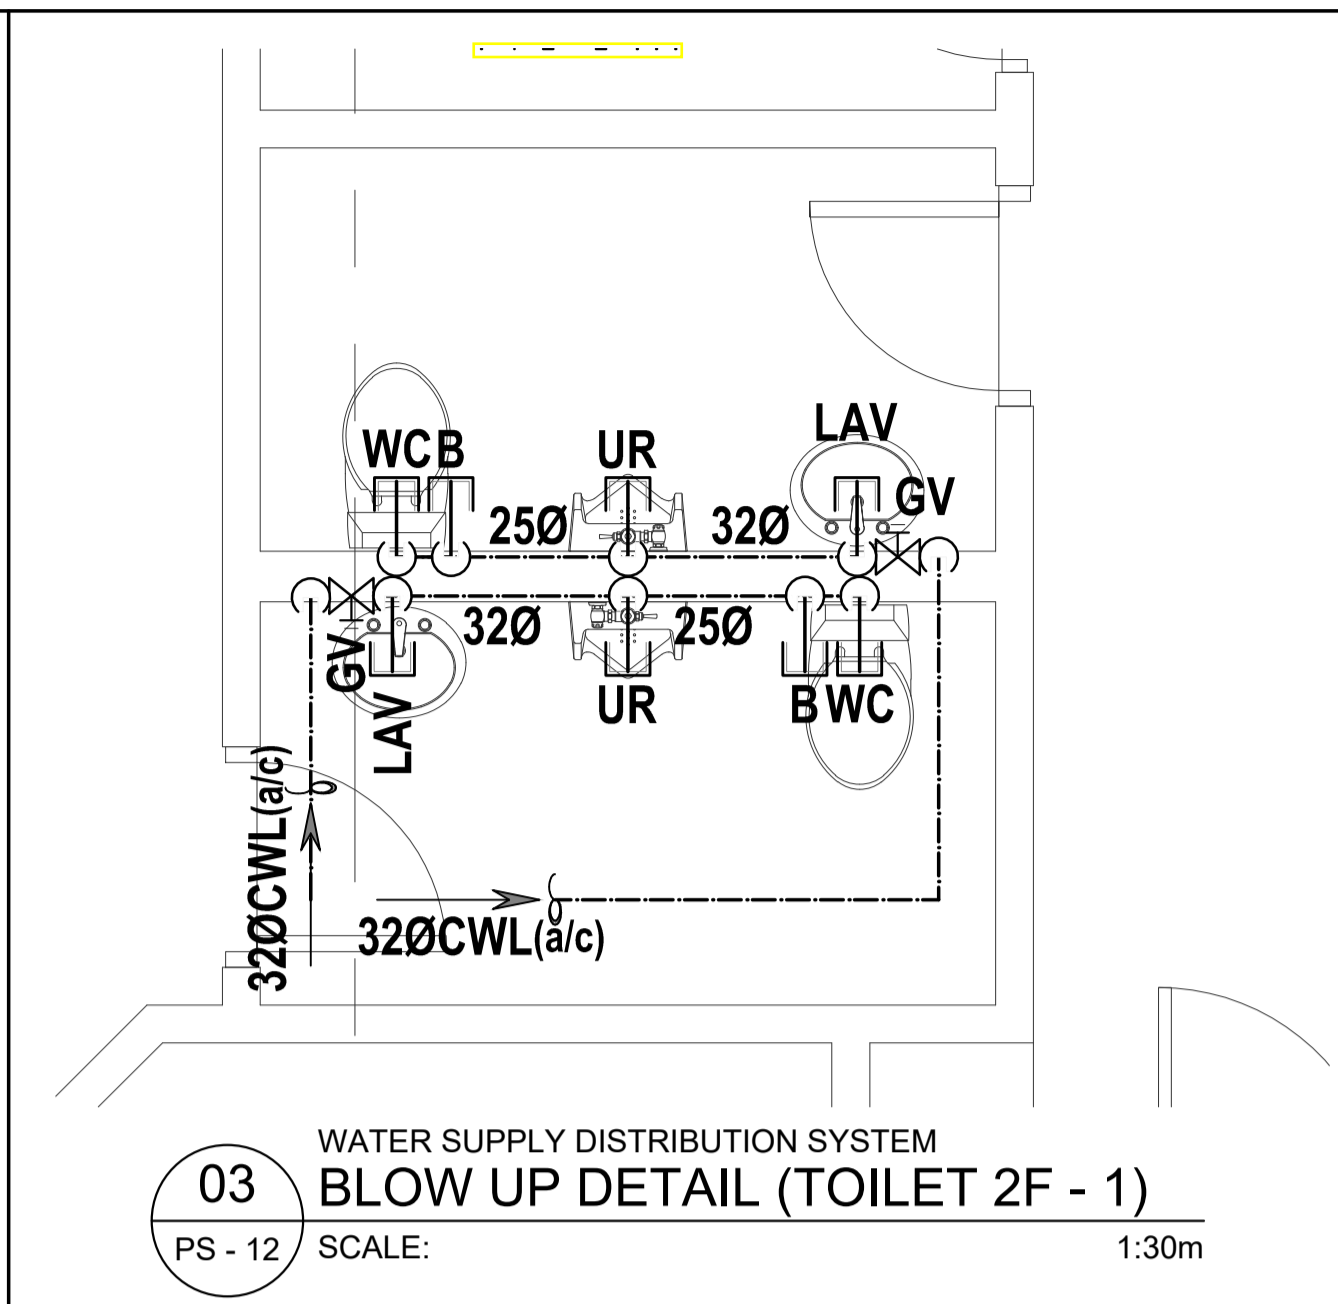 WC B UR LAV
GV
25Ø 32Ø
32Ø 25Ø
GV
LAV
UR
B WC
32ØCWL(a/c)
32ØCWL(a/c)
WATER SUPPLY DISTRIBUTION SYSTEM
03
BLOW UP DETAIL (TOILET 2F - 1)
PS - 12
SCALE:
1:30m